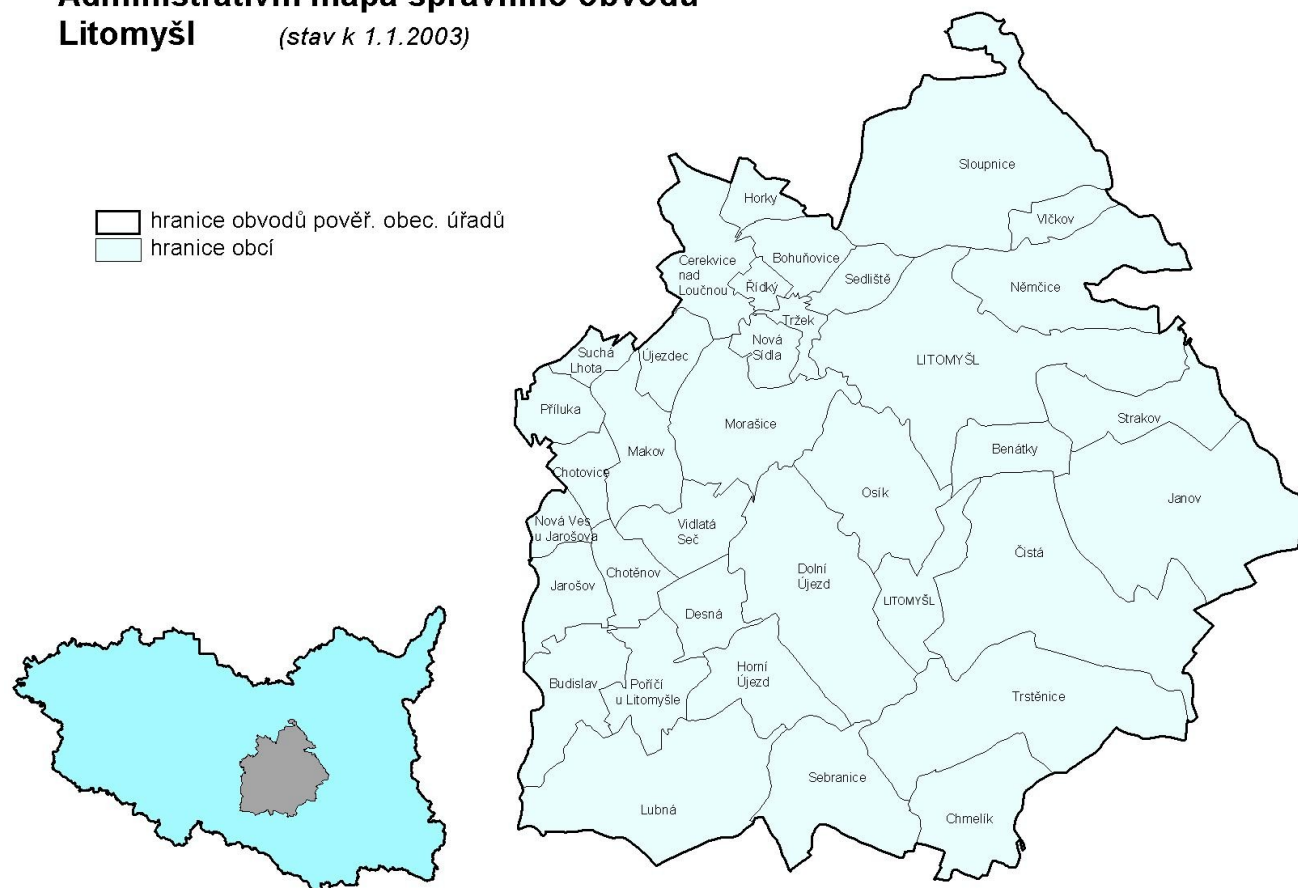 Administrativní mapa správního obvodu
Litomyšl (stav k 1.1.2003)
hranice obvodů pověř. obec. úřadů
hranice obcí
Sloupnice
Horky
Vlčkov
Cerekvice
nad
Loučnou
Bohuňovice
Řídký
Sedliště
Němčice
Tržek
Nová
Sídla
Suchá
Lhota
Újezdec
LITOMYŠL
Příluka
Morašice
Strakov
Makov
Benátky
Chotovice
Osík
Janov
Nová Ves
u Jarošova
Vidlatá
Seč
Čistá
Jarošov
Chotěnov
Dolní
Újezd
LITOMYŠL
Desná
Budislav
Poříčí
u Litomyšle
Horní
Újezd
Trstěnice
Lubná
Sebranice
Chmelík